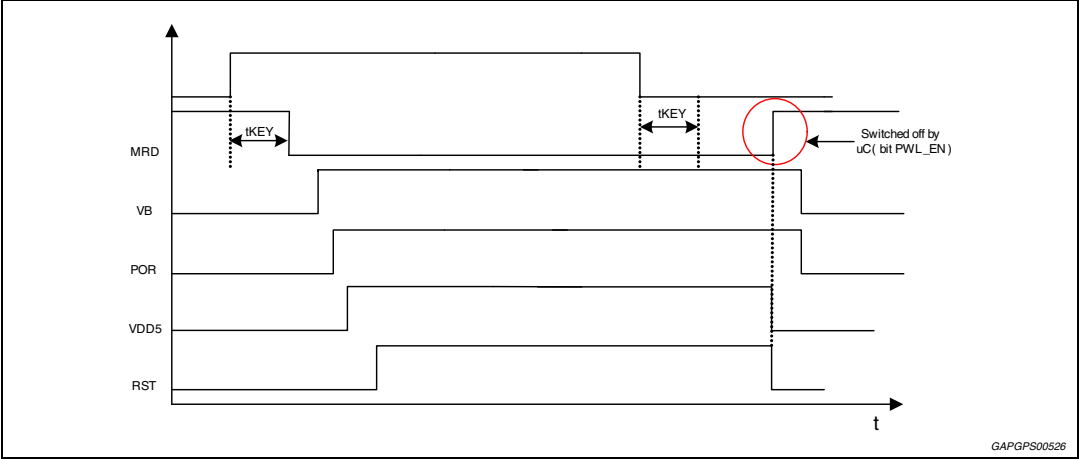 tKEY
tKEY
Switched off by
uC( bit PWL_EN)
MRD
VB
POR
VDD5
RST
t
GAPGPS00526